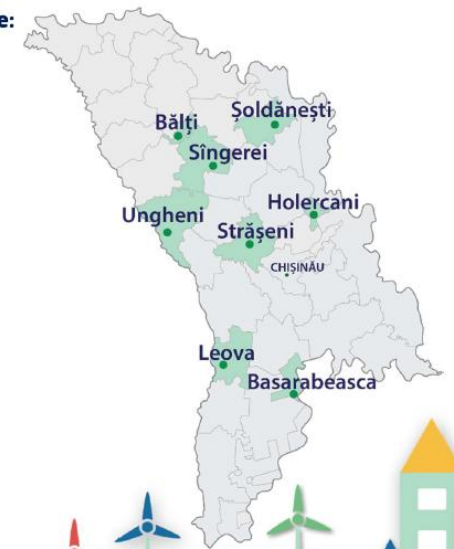 e:
Șoldănești
Bălți
Sîngerei
Holercani
Ungheni
Strășeni
CHIȘINĂU
Leova
Basarabeasca